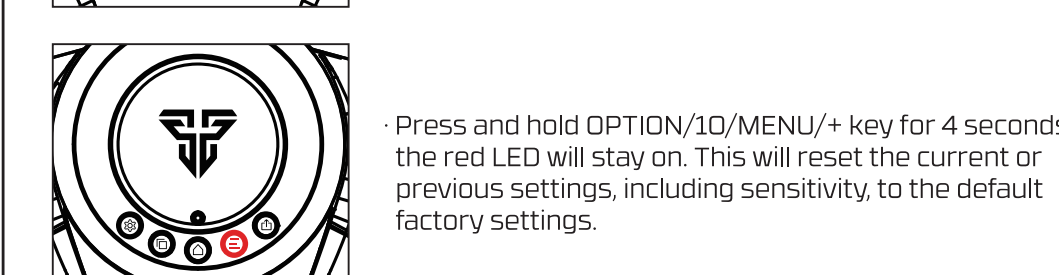 · Press and hold OPTION/10/MENU/+ key for 4 seconds
the red LED will stay on. This will reset the current or
previous settings, including sensitivity, to the default
factory settings.